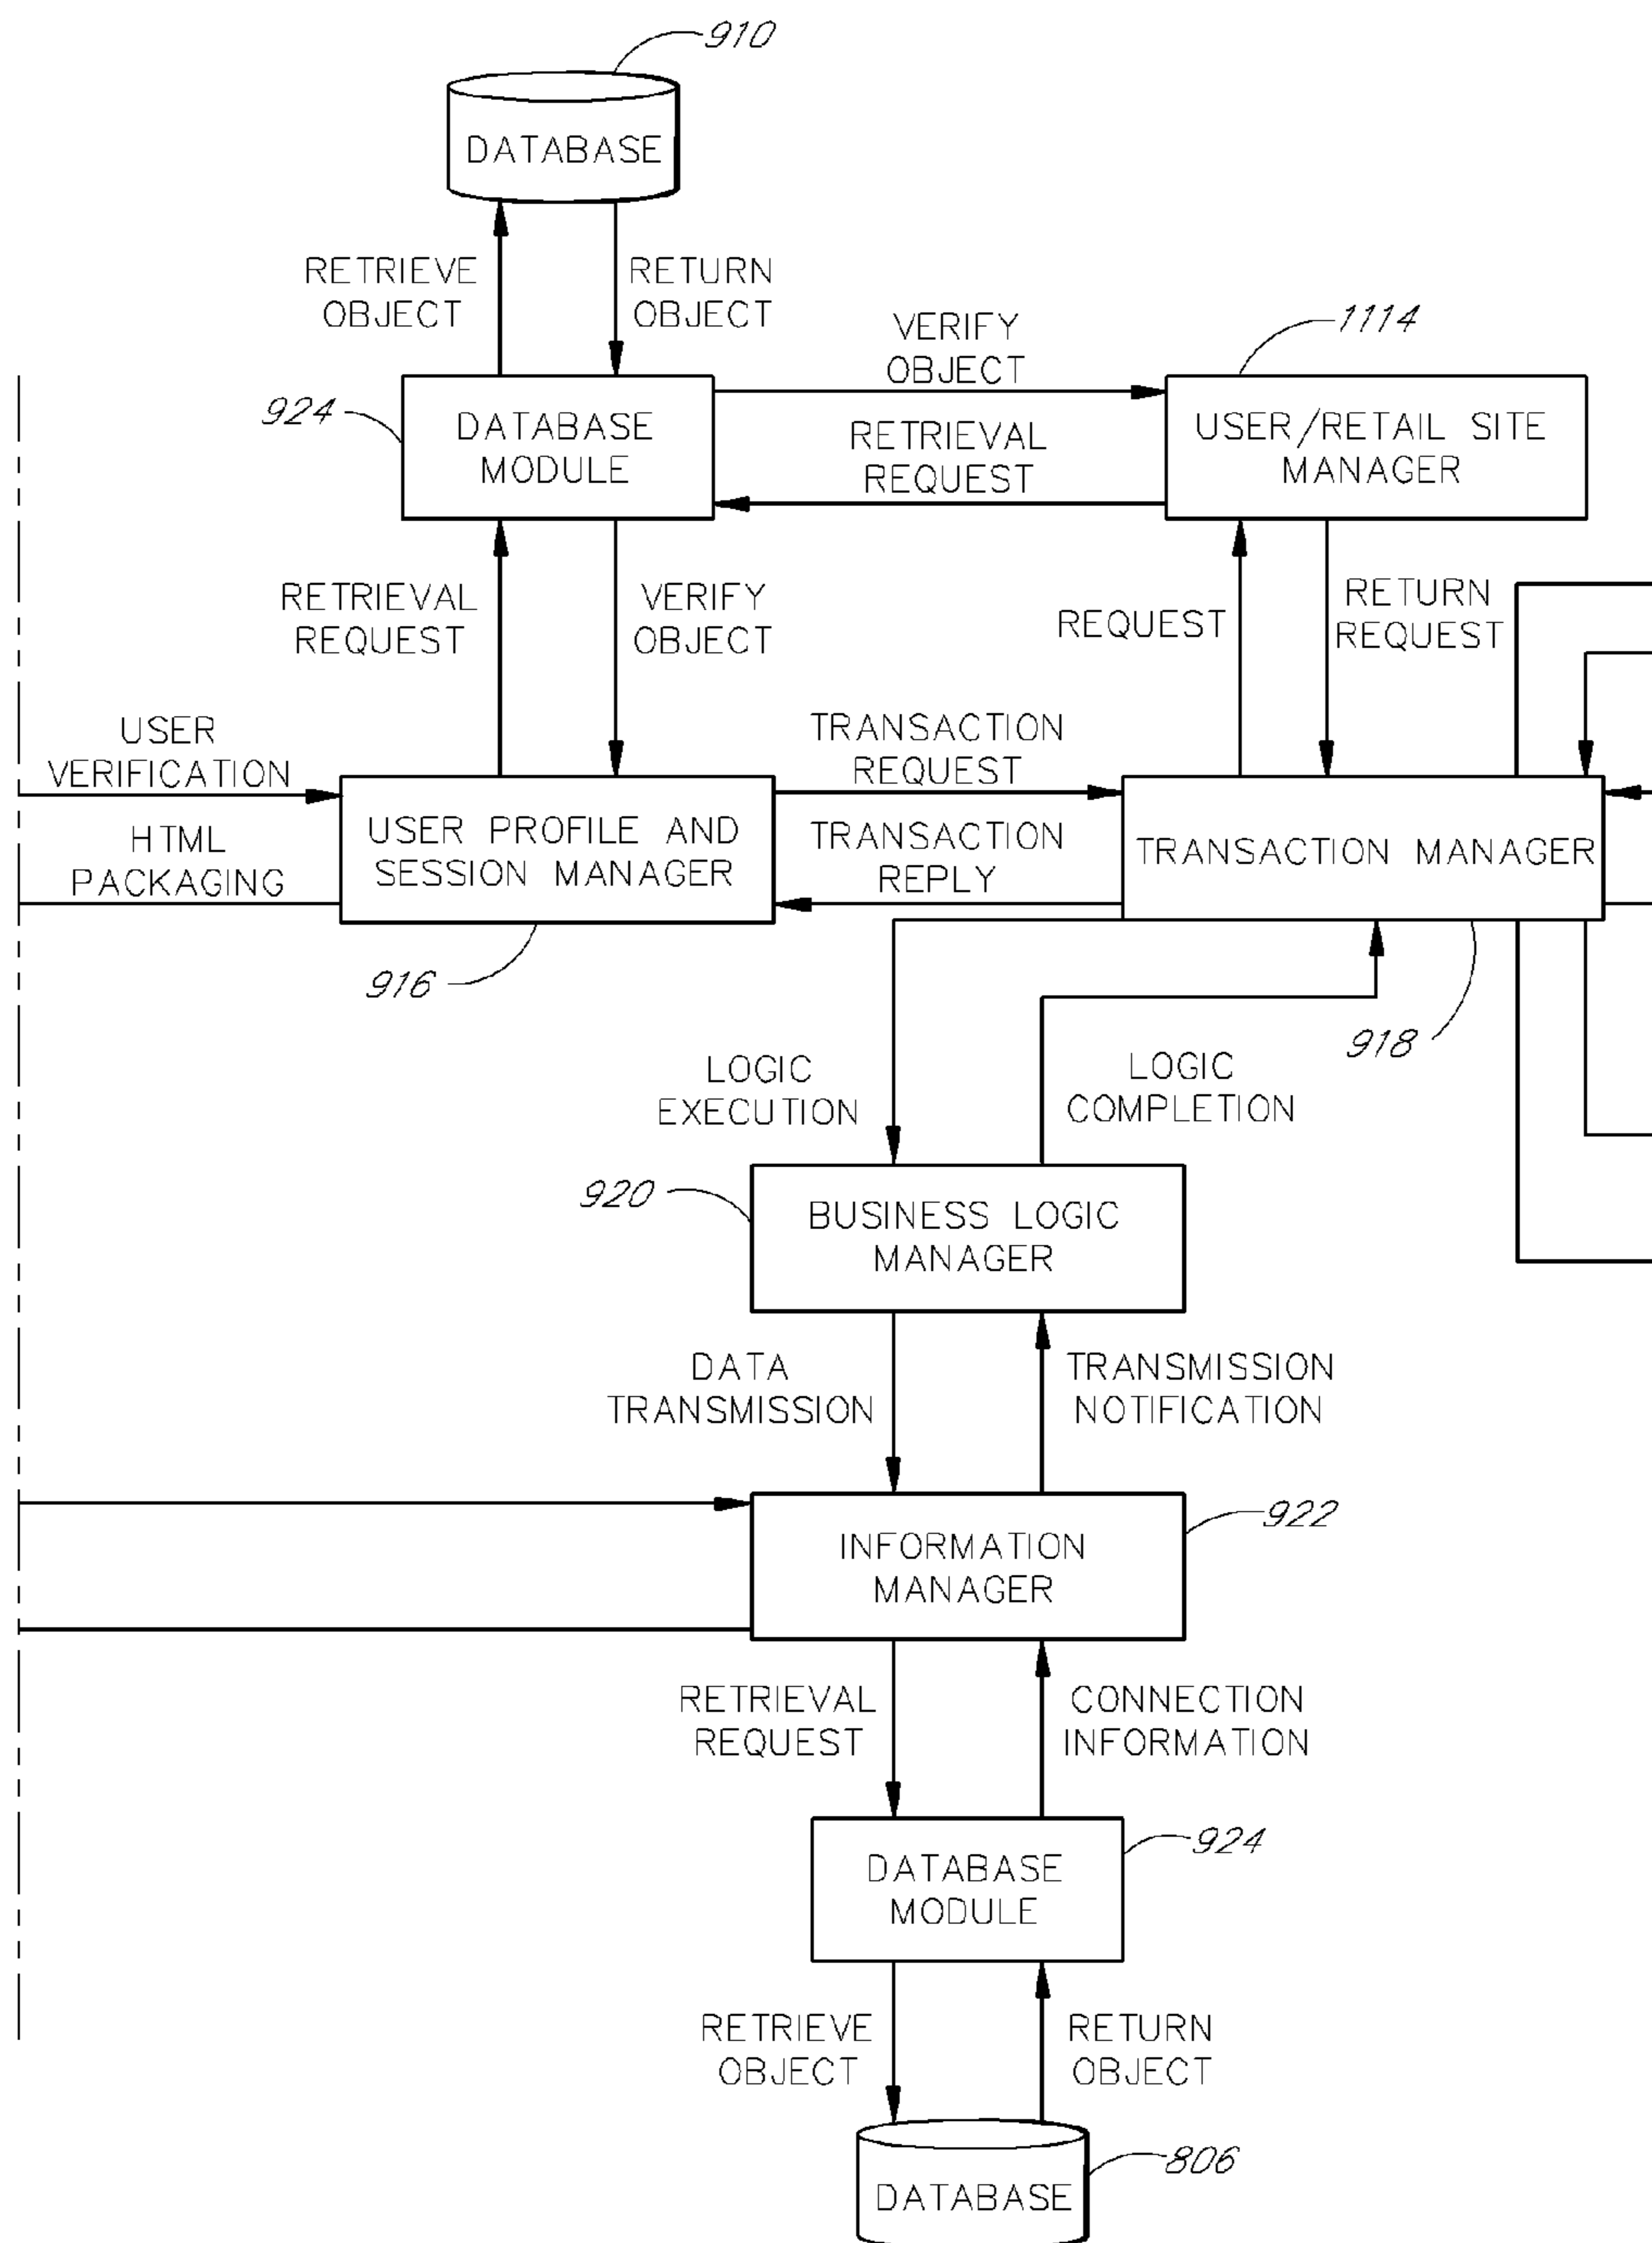 910
DATABASE
RETRIEVE
OBJECT
RETURN
OBJECT
VERIFY
OBJECT
1114
924
DATABASE
MODULE
RETRIEVAL
REQUEST
USER/RETAIL SITE
MANAGER
RETRIEVAL
REQUEST
VERIFY
OBJECT
REQUEST
RETURN
REQUEST
USER
VERIFICATION
TRANSACTION
REQUEST
HTML
PACKAGING
USER PROFILE AND
SESSION MANAGER
TRANSACTION
REPLY
TRANSACTION MANAGER
916
918
LOGIC
EXECUTION
LOGIC
COMPLETION
920
BUSINESS LOGIC
MANAGER
DATA
TRANSMISSION
TRANSMISSION
NOTIFICATION
922
INFORMATION
MANAGER
RETRIEVAL
REQUEST
CONNECTION
INFORMATION
924
DATABASE
MODULE
RETRIEVE
OBJECT
RETURN
OBJECT
806
DATABASE